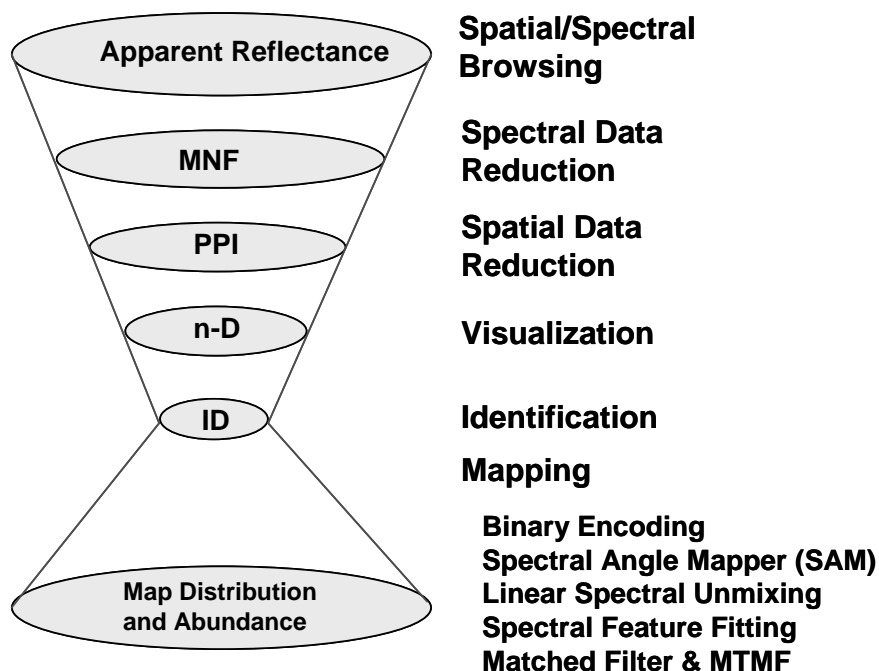 Apparent Reflectance
Spatial/Spectral
Browsing
MNF
Spectral Data
Reduction
PPI
Spatial Data
Reduction
n-D
Visualization
ID
Identification
Mapping
Map Distribution
and Abundance
Binary Encoding
Spectral Angle Mapper (SAM)
Linear Spectral Unmixing
Spectral Feature Fitting
Matched Filter & MTMF